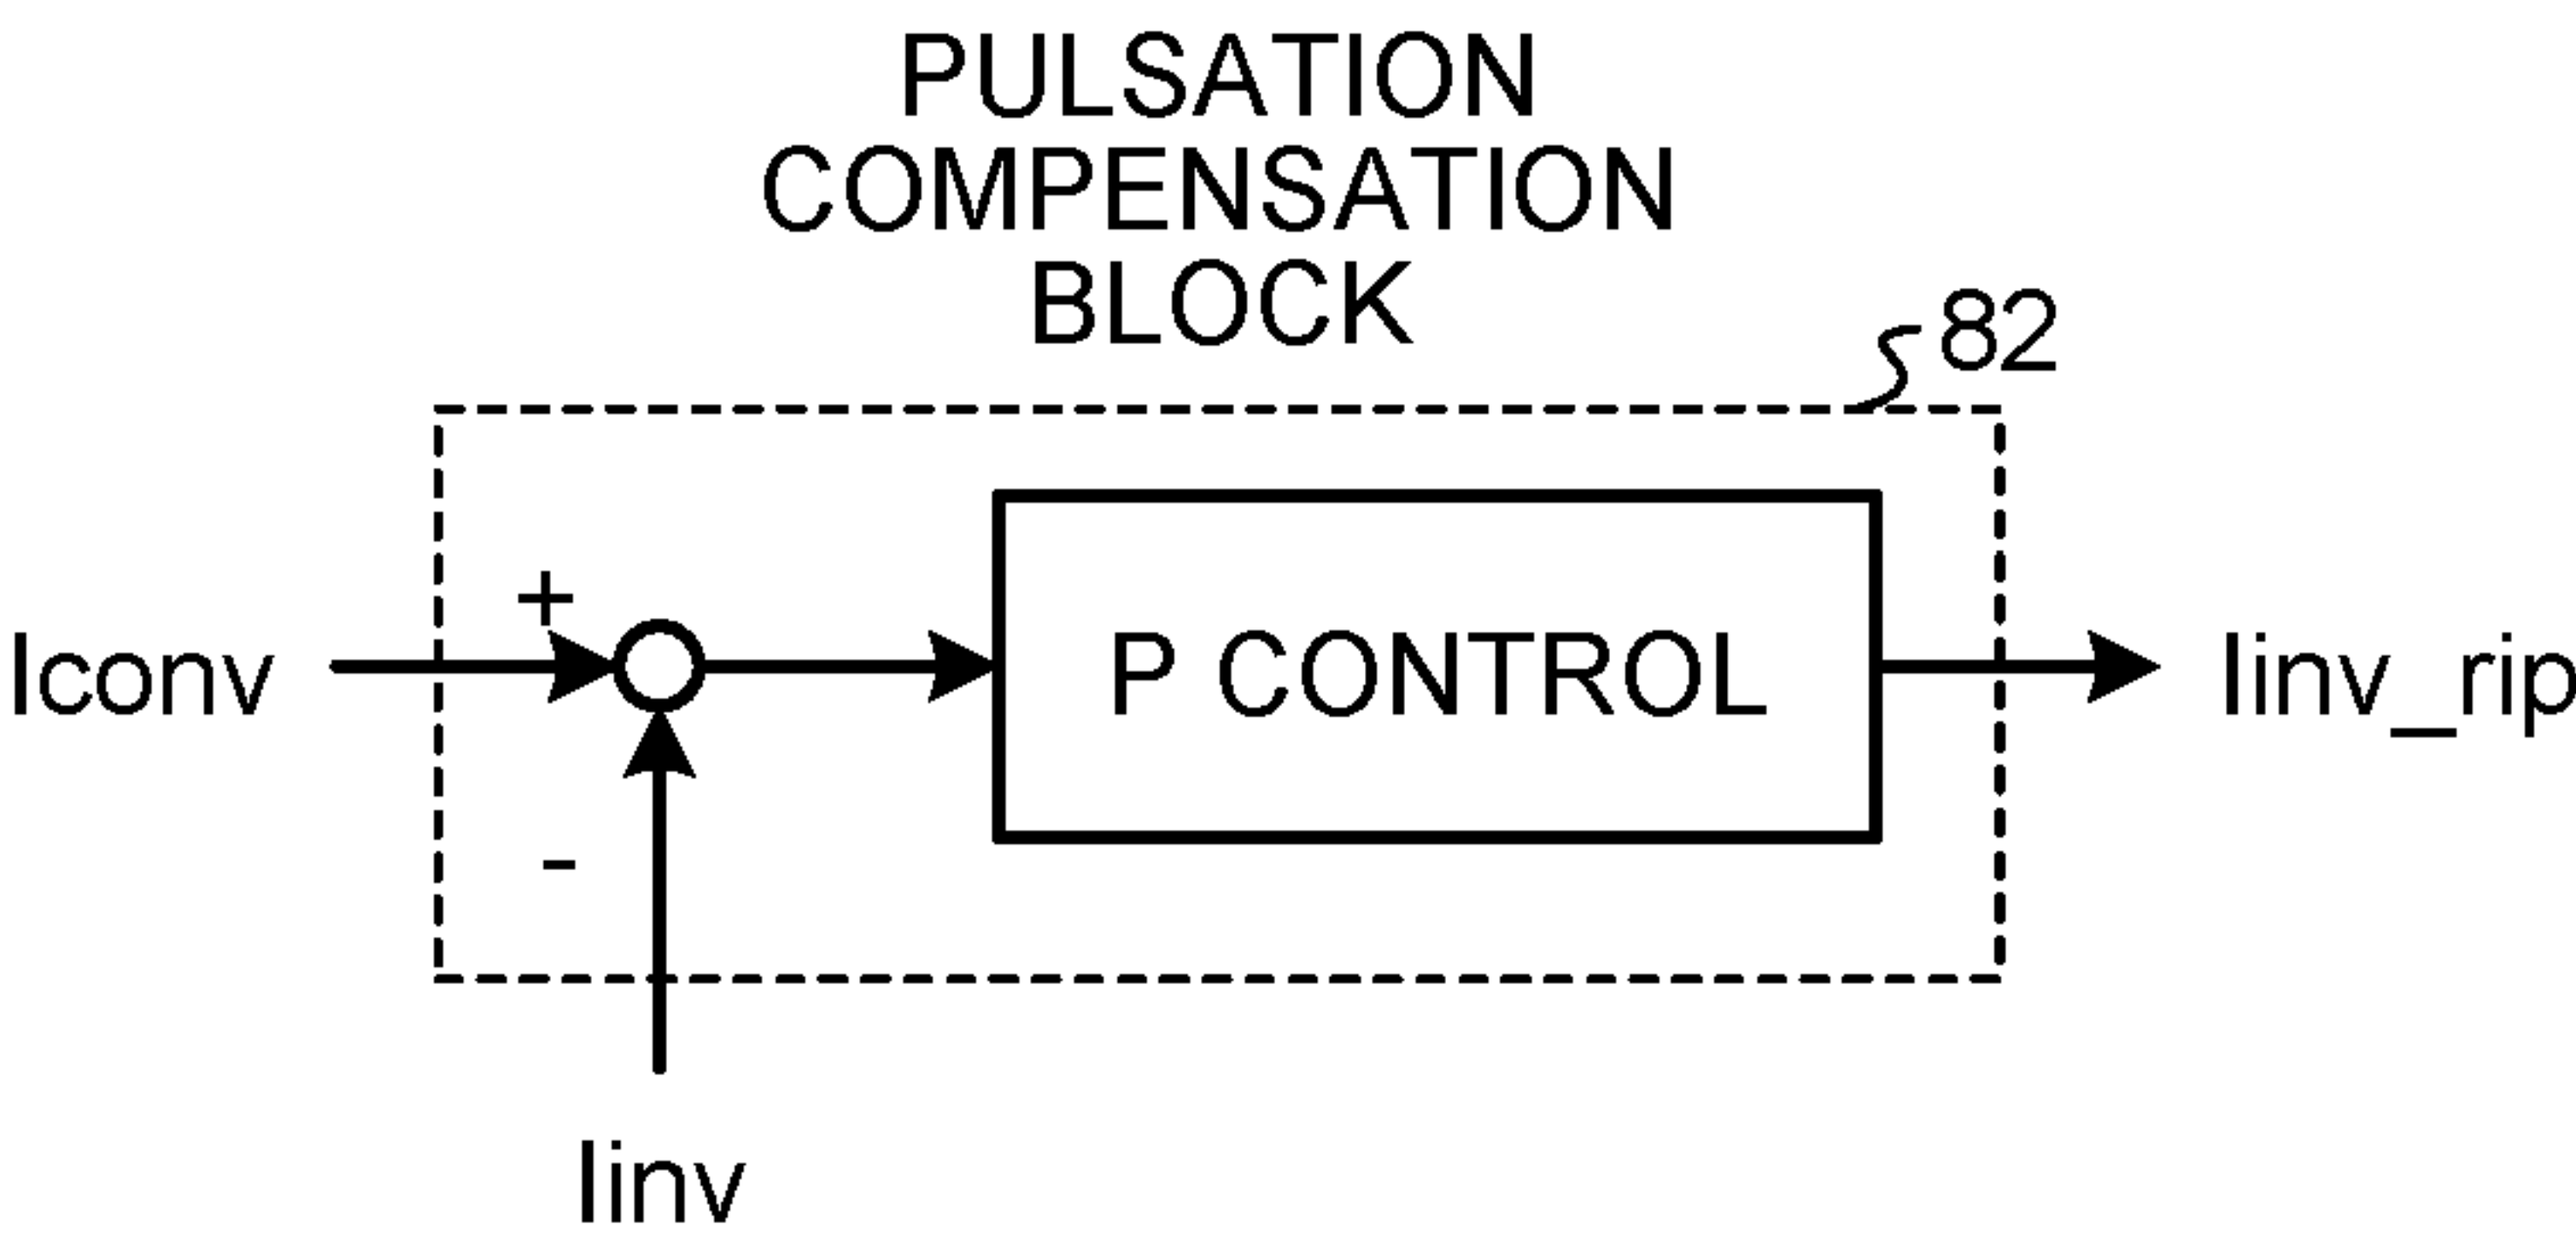 PULSATION
COMPENSATION
BLOCK
82
+
Iconv
P CONTROL
Iinv_rip
-
Iinv